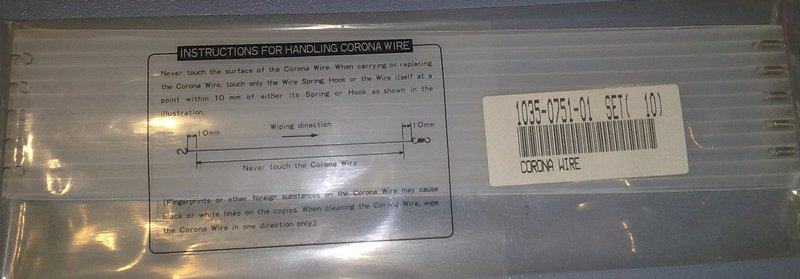 INSTRUCTIONS FOR HANDLING CORONA WIRE
Never touch the surface of the Corona Wire. When carrying or replacing
the Corona Wire, touch only the Wire Spring, Hook or the Wire itself at a
point within 10 mm of either its Spring or Hook as shown in the
illustration.
10mm
Wiping direction
10mm
Never touch the Corona Wire
(Fingerprints or other foreign substances on the Corona Wire may cause
black or white lines on the copies. When cleaning the Corona Wire, wipe
the Corona Wire in one direction only.)
1035-0751-01 SET( 10)
CORONA WIRE